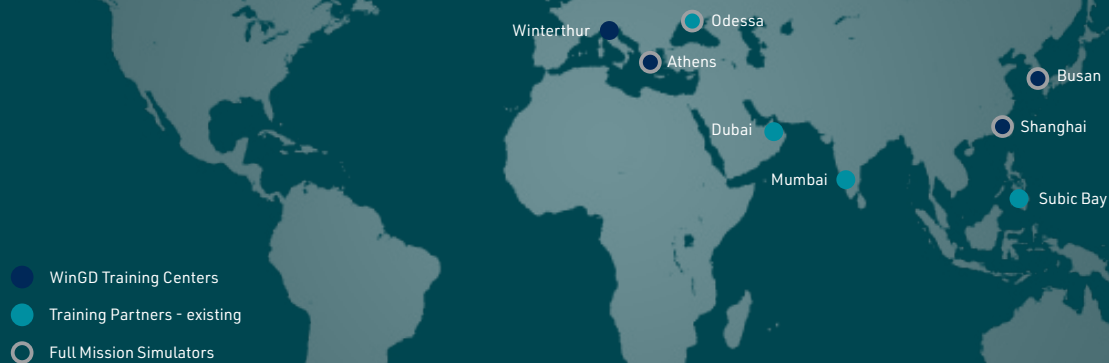 Odessa
Winterthur
Athens
Busan
Shanghai
Dubai
Mumbai
Subic Bay
WinGD Training Centers
Training Partners - existing
Full Mission Simulators